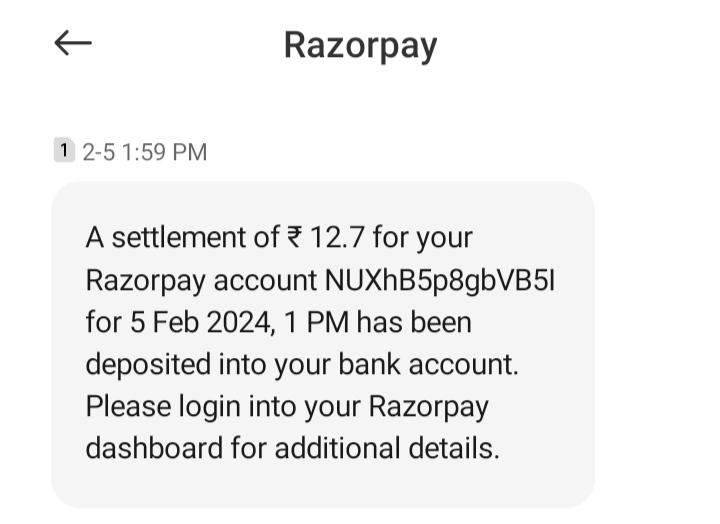 Razorpay
1 2-5 1:59 PM
A settlement of ₹ 12.7 for your
Razorpay account NUXhB5p8gbVB5l
for 5 Feb 2024, 1 PM has been
deposited into your bank account.
Please login into your Razorpay
dashboard for additional details.